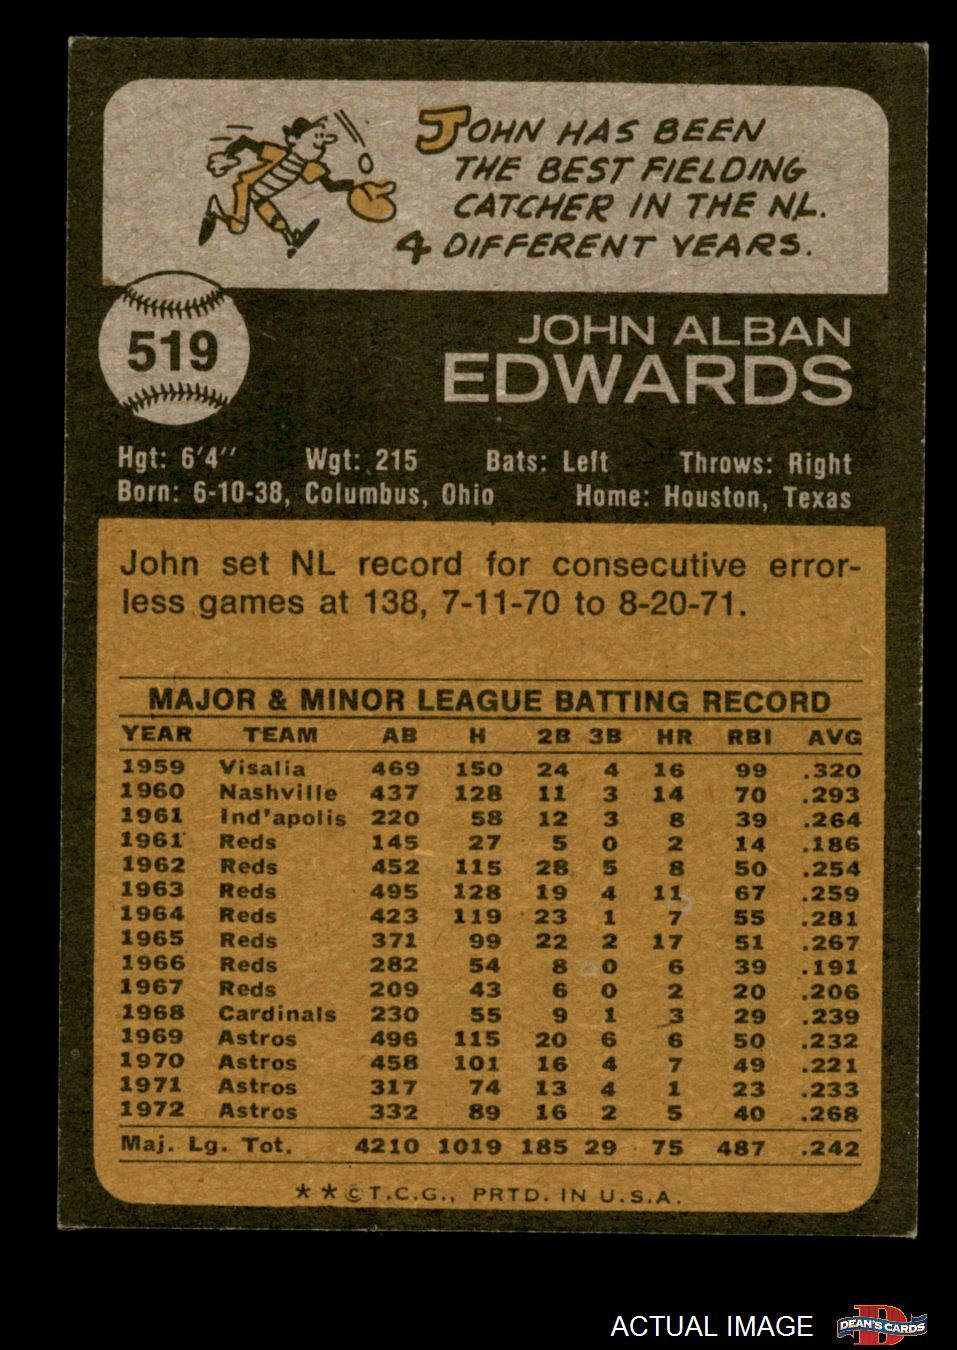 JOHN HAS BEEN
THE BEST FIELDING
CATCHER IN THE NL.
4 DIFFERENT YEARS.
519
JOHN ALBAN
EDWARDS
Hgt: 6'4" Wgt: 215 Bats: Left Throws: Right
Born: 6-10-38, Columbus, Ohio Home: Houston, Texas
John set NL record for consecutive error-
less games at 138, 7-11-70 to 8-20-71.
MAJOR & MINOR LEAGUE BATTING RECORD
YEAR TEAM AB H 2B 3B HR RBI AVG
1959 Visalia 469 150 24 4 16 99 .320
1960 Nashville 437 128 11 3 14 70 .293
1961 Ind'apolis 220 58 12 3 8 39 .264
1961 Reds 145 27 5 0 2 14 .186
1962 Reds 452 115 28 5 8 50 .254
1963 Reds 495 128 19 4 11 67 .259
1964 Reds 423 119 23 1 7 55 .281
1965 Reds 371 99 22 2 17 51 .267
1966 Reds 282 54 8 0 6 39 .191
1967 Reds 209 43 6 0 2 20 .206
1968 Cardinals 230 55 9 1 3 29 .239
1969 Astros 496 115 20 6 6 50 .232
1970 Astros 458 101 16 4 7 49 .221
1971 Astros 317 74 13 4 1 23 .233
1972 Astros 332 89 16 2 5 40 .268
Maj. Lg. Tot. 4210 1019 185 29 75 487 .242
**©T.C.G., PRTD. IN U.S.A.
ACTUAL IMAGE
D
DEAN'S CARDS